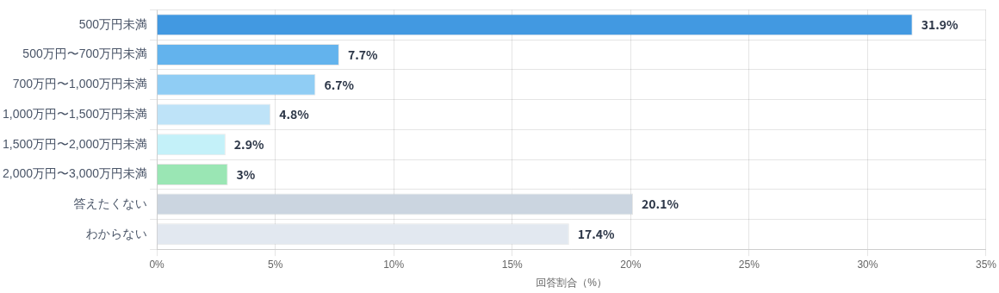 500万円未満 31.9%
500万円〜700万円未満 7.7%
700万円〜1,000万円未満 6.7%
1,000万円〜1,500万円未満 4.8%
1,500万円〜2,000万円未満 2.9%
2,000万円〜3,000万円未満 3%
答えたくない 20.1%
わからない 17.4%
0% 5% 10% 15% 20% 25% 30% 35%
回答割合（%）